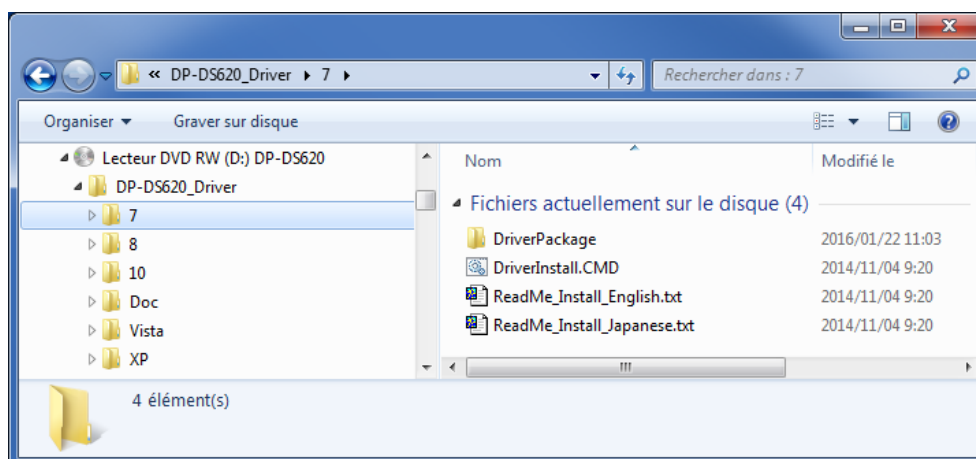 « DP-DS620_Driver 7
Rechercher dans : 7
Organiser Graver sur disque
Lecteur DVD RW (D:) DP-DS620
DP-DS620_Driver
7
8
10
Doc
Vista
XP
Nom Modifié le
Fichiers actuellement sur le disque (4)
DriverPackage 2016/01/22 11:03
DriverInstall.CMD 2014/11/04 9:20
ReadMe_Install_English.txt 2014/11/04 9:20
ReadMe_Install_Japanese.txt 2014/11/04 9:20
4 élément(s)